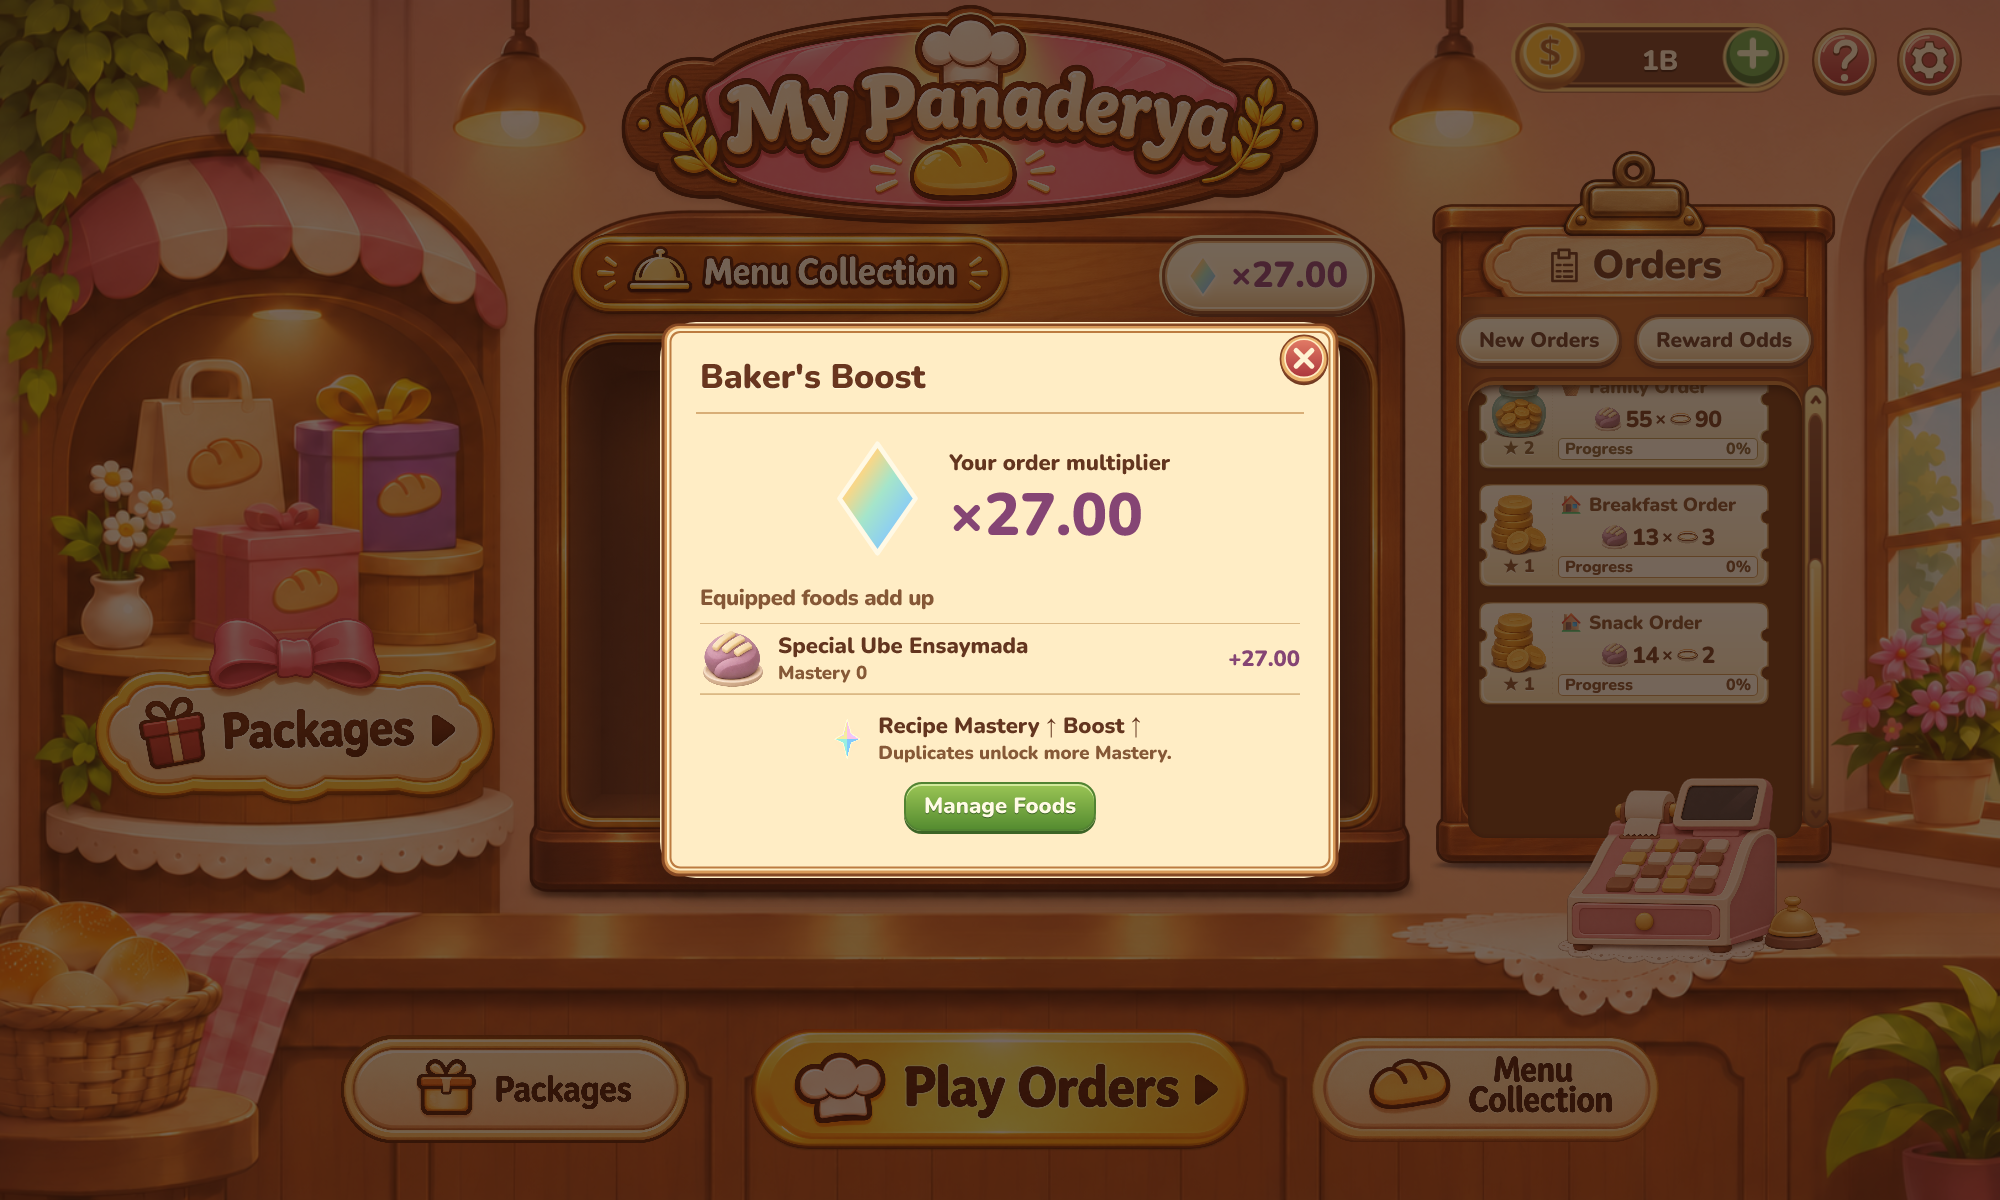 My Panaderya
$ 1B
Menu Collection
×27.00
Orders
New Orders
Reward Odds
Family Order
55 × 90
★ 2
Progress 0%
Breakfast Order
13 × 3
★ 1
Progress 0%
Snack Order
14 × 2
★ 1
Progress 0%
Baker's Boost
Your order multiplier
×27.00
Equipped foods add up
Special Ube Ensaymada
Mastery 0
+27.00
Recipe Mastery ↑ Boost ↑
Duplicates unlock more Mastery.
Manage Foods
Packages
Packages
Play Orders
Menu
Collection